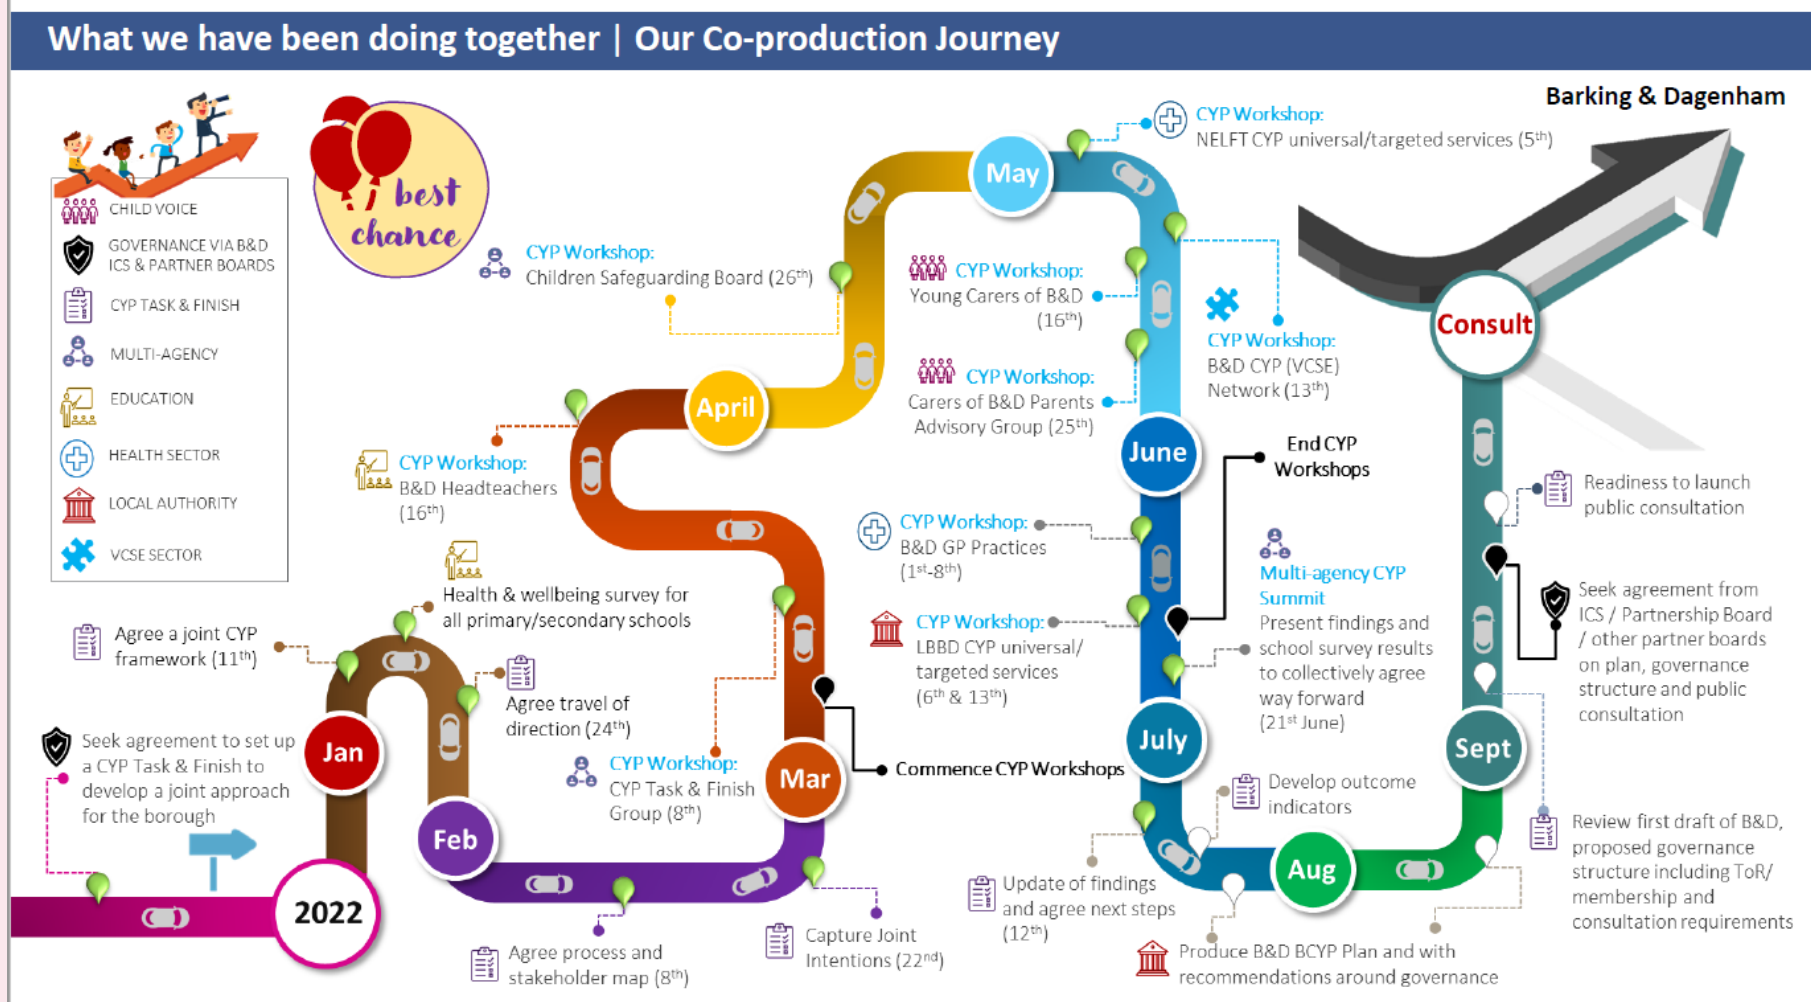 What we have been doing together | Our Co-production Journey
Barking & Dagenham
best
chance
CHILD VOICE
GOVERNANCE VIA B&D
ICS & PARTNER BOARDS
CYP TASK & FINISH
MULTI-AGENCY
EDUCATION
HEALTH SECTOR
LOCAL AUTHORITY
VCSE SECTOR
Seek agreement to set up
a CYP Task & Finish to
develop a joint approach
for the borough
2022
Jan
Agree a joint CYP
framework (11th)
Health & wellbeing survey for
all primary/secondary schools
Agree travel of
direction (24th)
Feb
Agree process and
stakeholder map (8th)
Capture Joint
Intentions (22nd)
Mar
Commence CYP Workshops
CYP Workshop:
CYP Task & Finish
Group (8th)
CYP Workshop:
B&D Headteachers
(16th)
April
CYP Workshop:
Children Safeguarding Board (26th)
May
CYP Workshop:
NELFT CYP universal/targeted services (5th)
CYP Workshop:
B&D CYP (VCSE)
Network (13th)
CYP Workshop:
Young Carers of B&D
(16th)
CYP Workshop:
Carers of B&D Parents
Advisory Group (25th)
June
End CYP
Workshops
CYP Workshop:
B&D GP Practices
(1st-8th)
CYP Workshop:
LBBD CYP universal/
targeted services
(6th & 13th)
Multi-agency CYP
Summit
Present findings and
school survey results
to collectively agree
way forward
(21st June)
July
Update of findings
and agree next steps
(12th)
Develop outcome
indicators
Produce B&D BCYP Plan and with
recommendations around governance
Aug
Sept
Review first draft of B&D,
proposed governance
structure including ToR/
membership and
consultation requirements
Seek agreement from
ICS / Partnership Board
/ other partner boards
on plan, governance
structure and public
consultation
Readiness to launch
public consultation
Consult